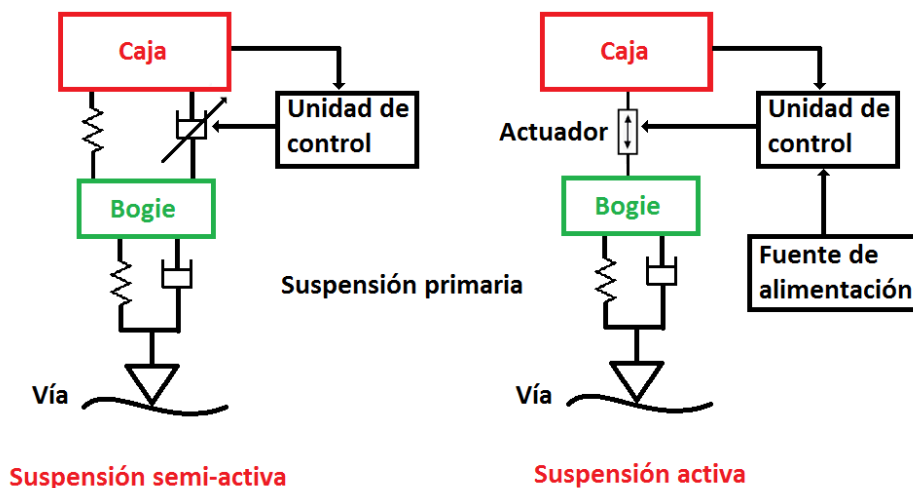 Caja
Unidad de
control
Bogie
Suspensión primaria
Vía
Suspensión semi-activa
Caja
Actuador
Unidad de
control
Bogie
Fuente de
alimentación
Vía
Suspensión activa